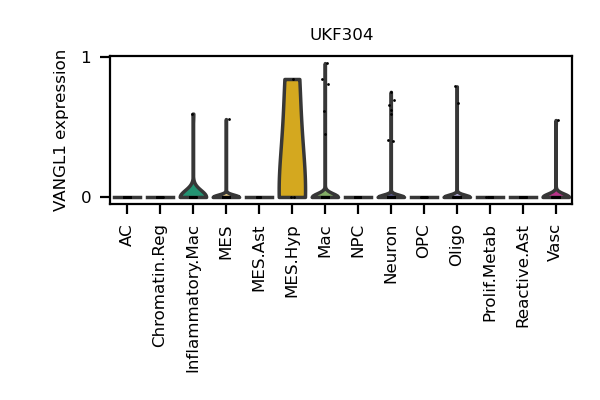 UKF304
VANGL1 expression
1
0
AC
Chromatin.Reg
Inflammatory.Mac
MES
MES.Ast
MES.Hyp
Mac
NPC
Neuron
OPC
Oligo
Prolif.Metab
Reactive.Ast
Vasc